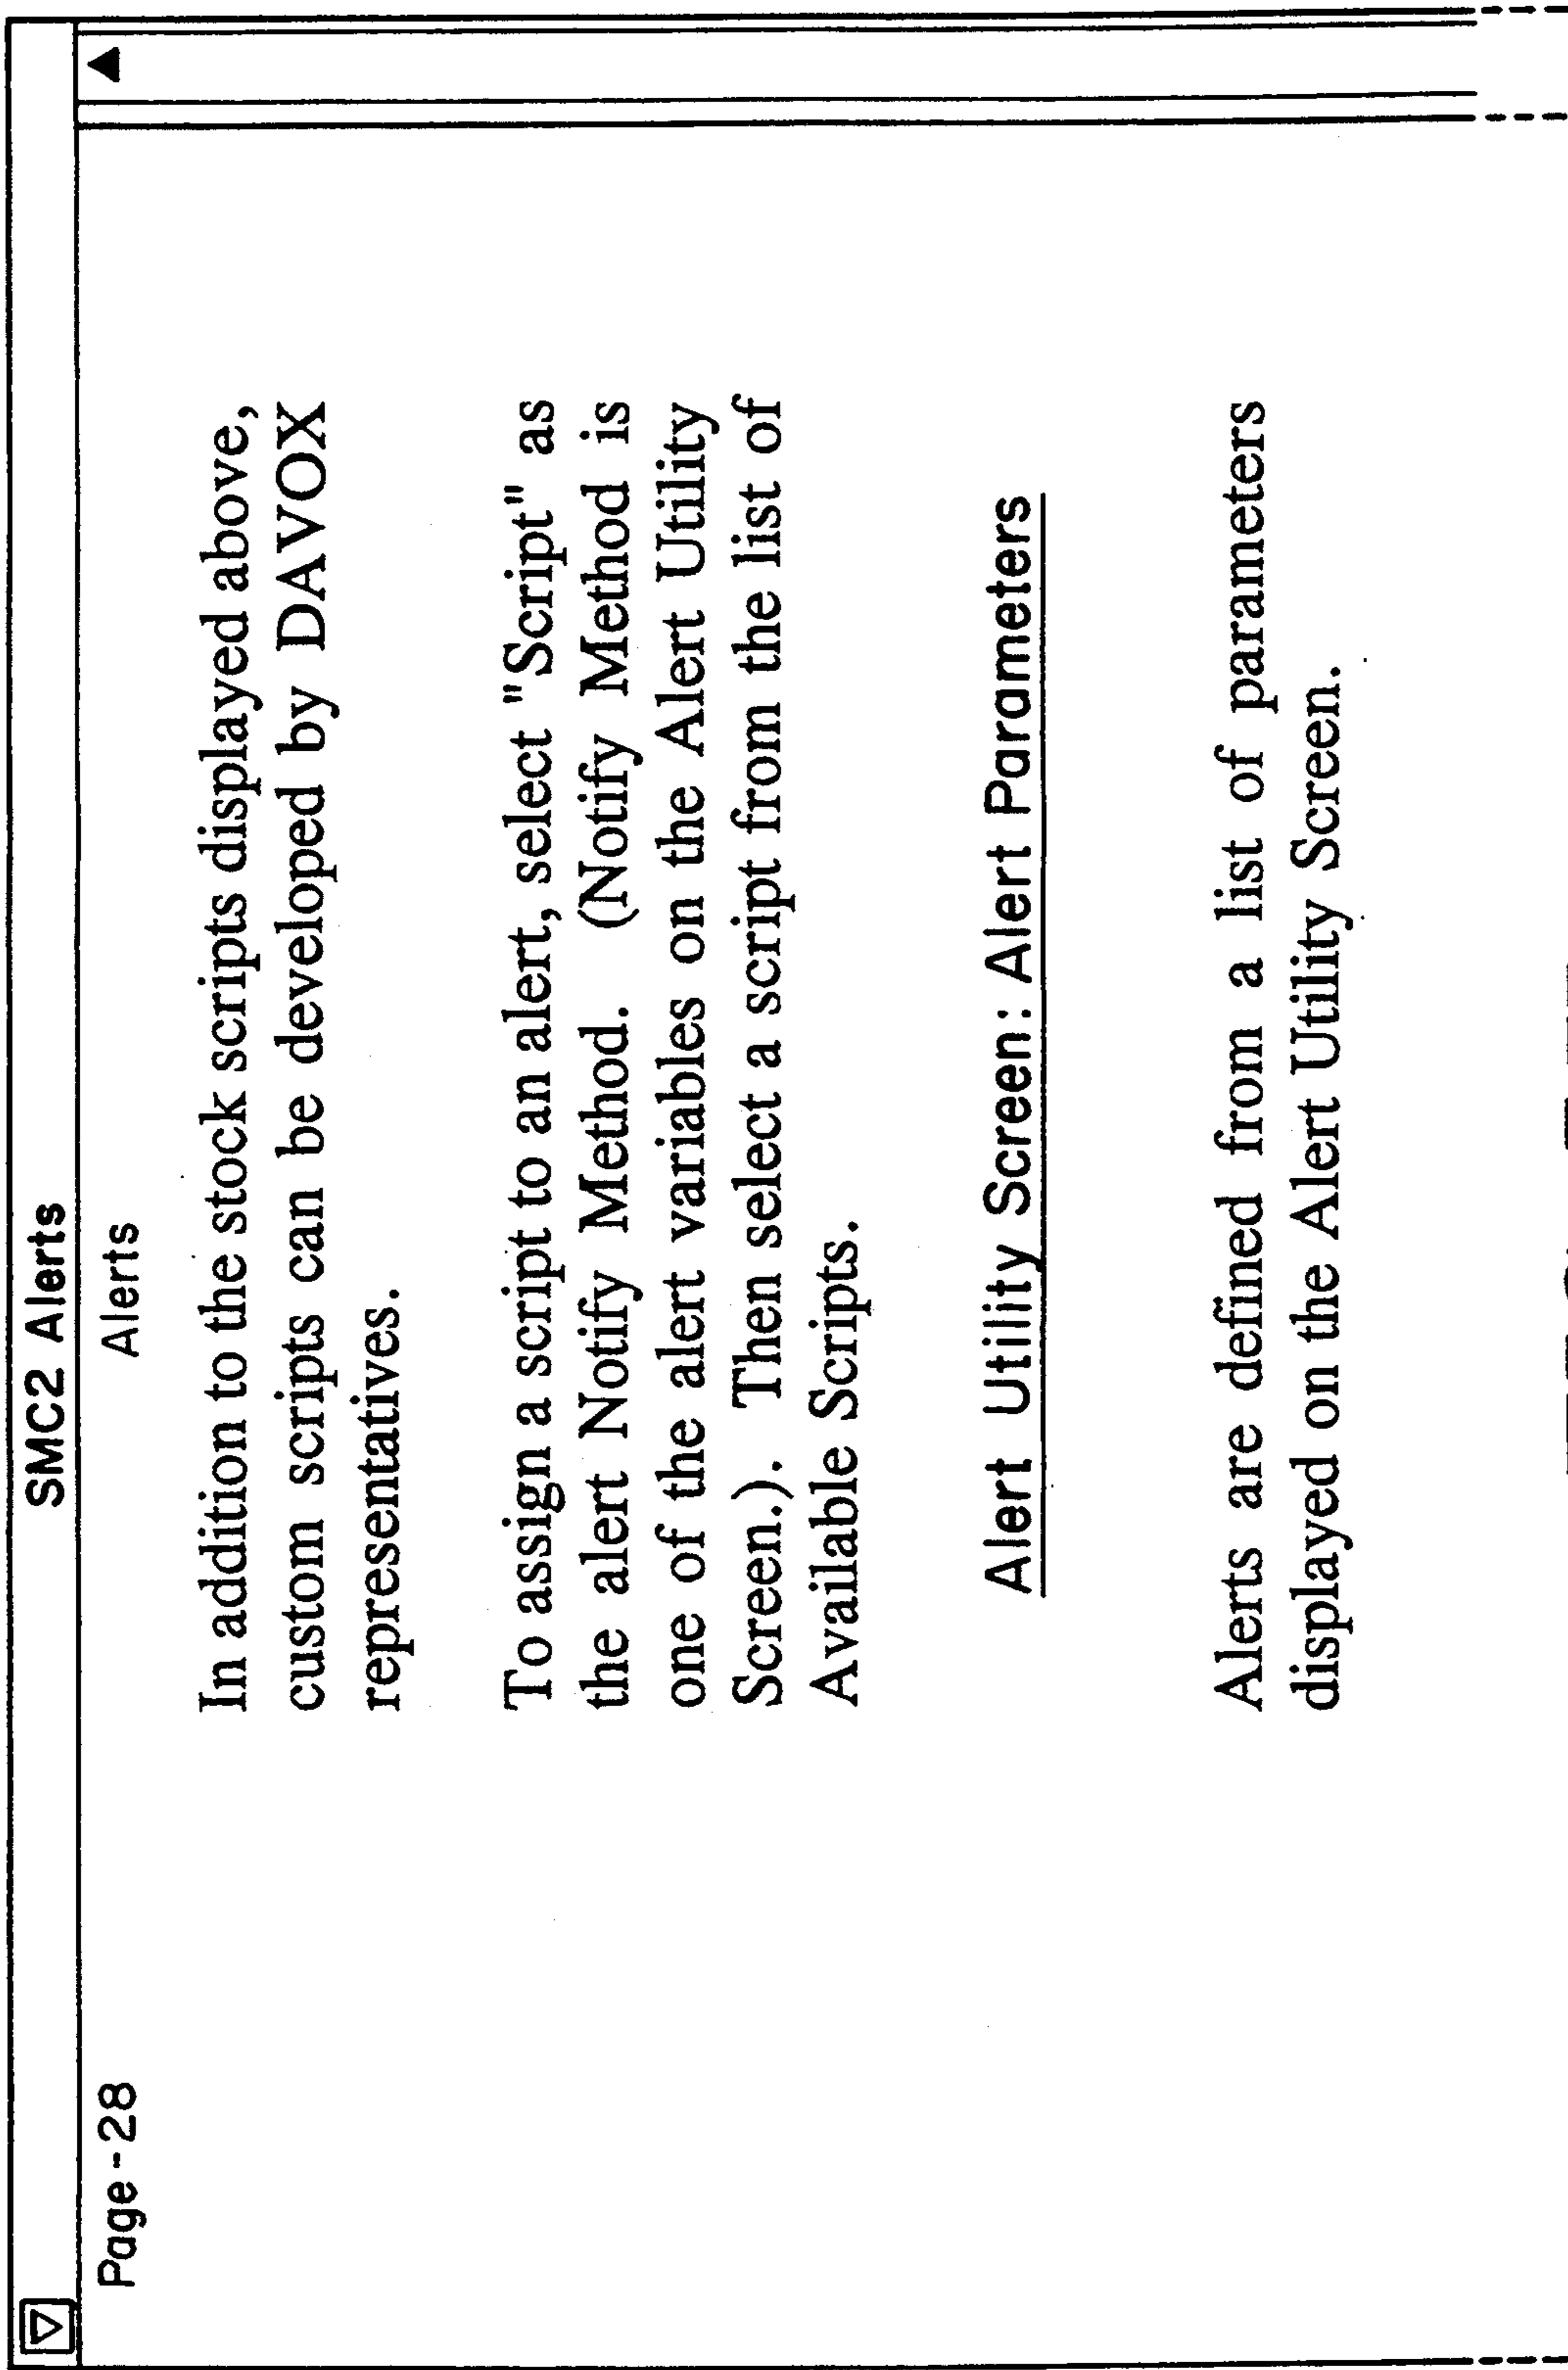 SMC2 Alerts
Page-28
Alerts
In addition to the stock scripts displayed above,
custom scripts can be developed by DAVOX
representatives.
To assign a script to an alert, select "Script" as
the alert Notify Method. (Notify Method is
one of the alert variables on the Alert Utility
Screen.). Then select a script from the list of
Available Scripts.
Alert Utility Screen: Alert Parameters
Alerts are defined from a list of parameters
displayed on the Alert Utility Screen.